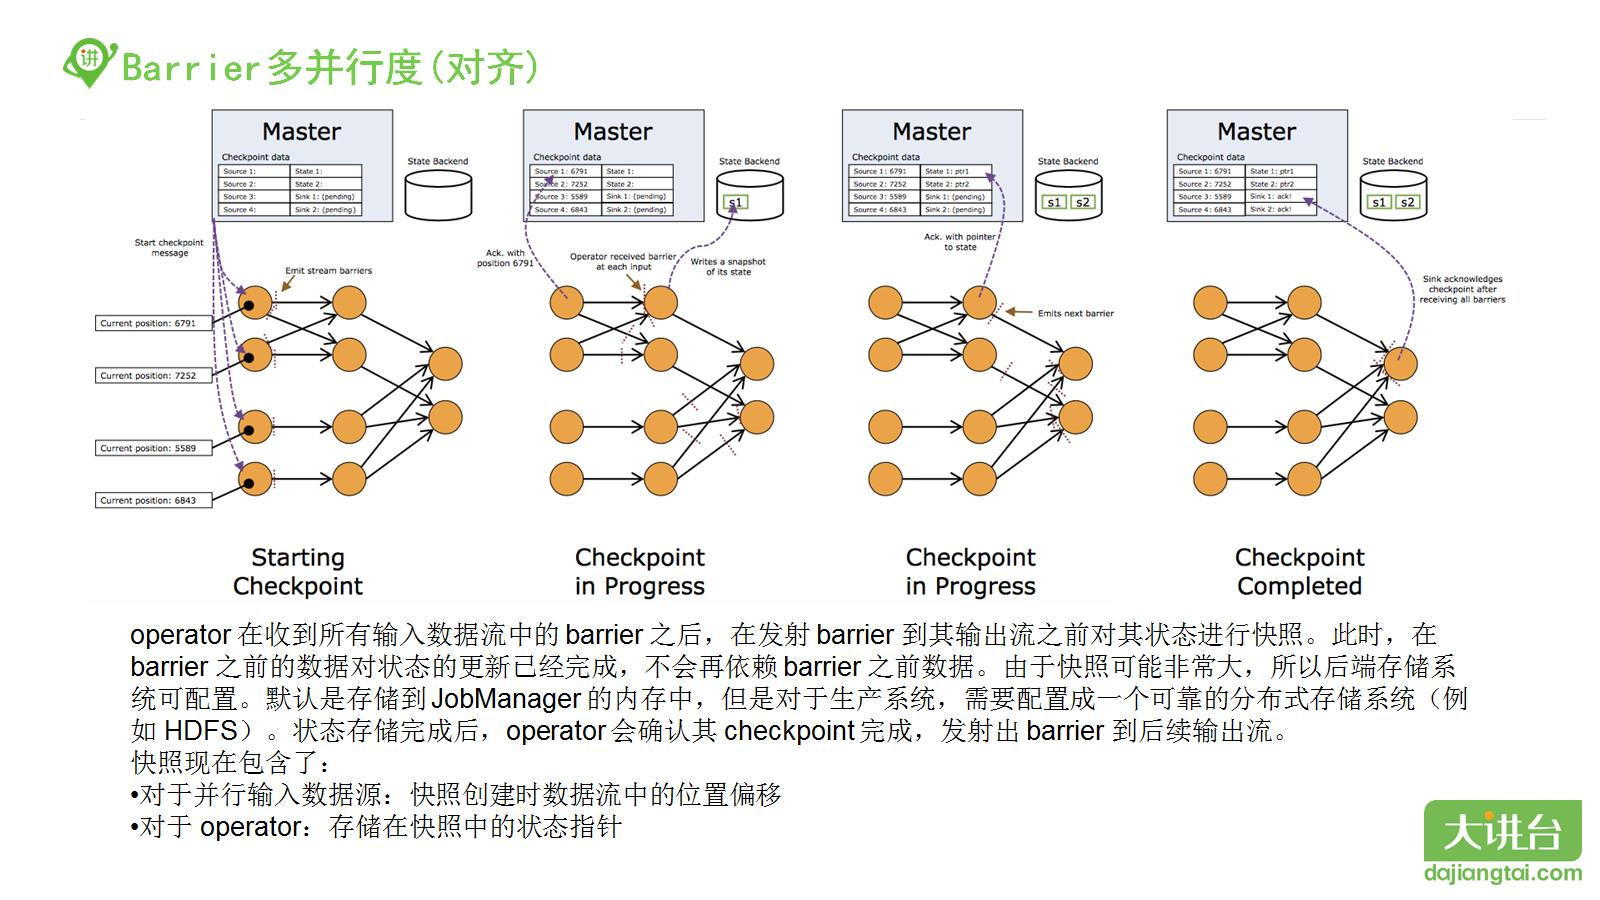 讲
Barrier多并行度(对齐)
Master
Checkpoint data
Source 1:
State 1:
Source 2:
State 2:
Source 3:
Sink 1: (pending)
Source 4:
Sink 2: (pending)
State Backend
Start checkpoint
message
Emit stream barriers
Current position: 6791
Current position: 7252
Current position: 5589
Current position: 6843
Starting
Checkpoint
Master
Checkpoint data
Source 1: 6791
State 1:
Source 2: 7252
State 2:
Source 3: 5589
Sink 1: (pending)
Source 4: 6843
Sink 2: (pending)
State Backend
s1
Ack. with
position 6791
Operator received barrier
at each input
Writes a snapshot
of its state
Checkpoint
in Progress
Master
Checkpoint data
Source 1: 6791
State 1: ptr1
Source 2: 7252
State 2: ptr2
Source 3: 5589
Sink 1: (pending)
Source 4: 6843
Sink 2: (pending)
State Backend
s1
s2
Ack. with pointer
to state
Emits next barrier
Checkpoint
in Progress
Master
Checkpoint data
Source 1: 6791
State 1: ptr1
Source 2: 7252
State 2: ptr2
Source 3: 5589
Sink 1: ack!
Source 4: 6843
Sink 2: ack!
State Backend
s1
s2
Sink acknowledges
checkpoint after
receiving all barriers
Checkpoint
Completed
operator 在收到所有输入数据流中的 barrier 之后，在发射 barrier 到其输出流之前对其状态进行快照。此时，在
barrier 之前的数据对状态的更新已经完成，不会再依赖 barrier 之前数据。由于快照可能非常大，所以后端存储系
统可配置。默认是存储到 JobManager 的内存中，但是对于生产系统，需要配置成一个可靠的分布式存储系统（例
如 HDFS）。状态存储完成后，operator 会确认其 checkpoint 完成，发射出 barrier 到后续输出流。
快照现在包含了：
•对于并行输入数据源：快照创建时数据流中的位置偏移
•对于 operator：存储在快照中的状态指针
大讲台
dajiangtai.com